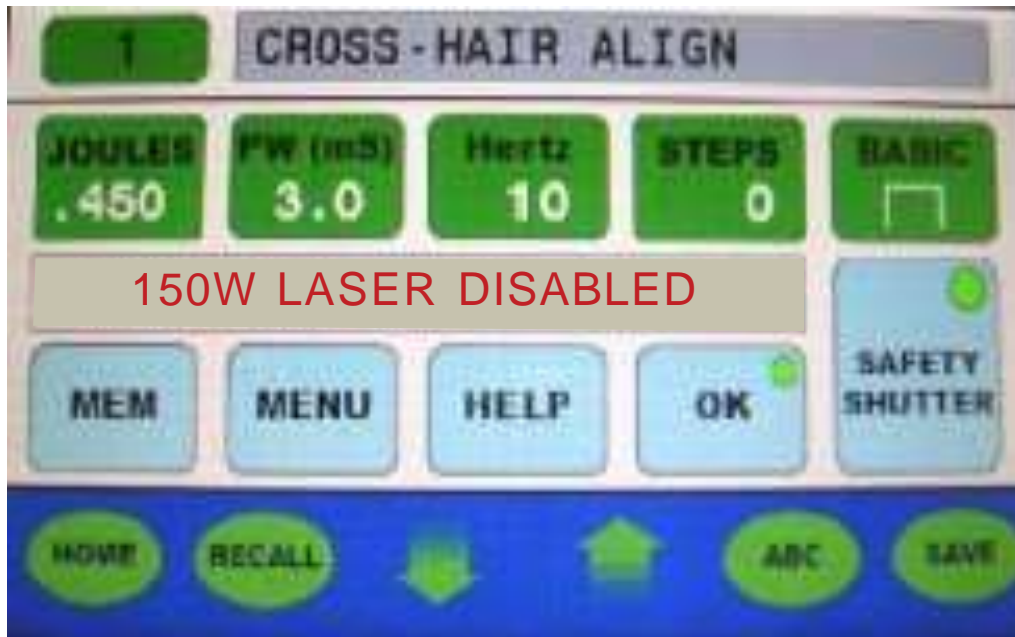 1 CROSS-HAIR ALIGN
JOULES PW (mS) Hertz STEPS BASIC
.450 3.0 10 0
150W LASER DISABLED
MEM MENU HELP OK SAFETY SHUTTER
HOME RECALL ABC SAVE